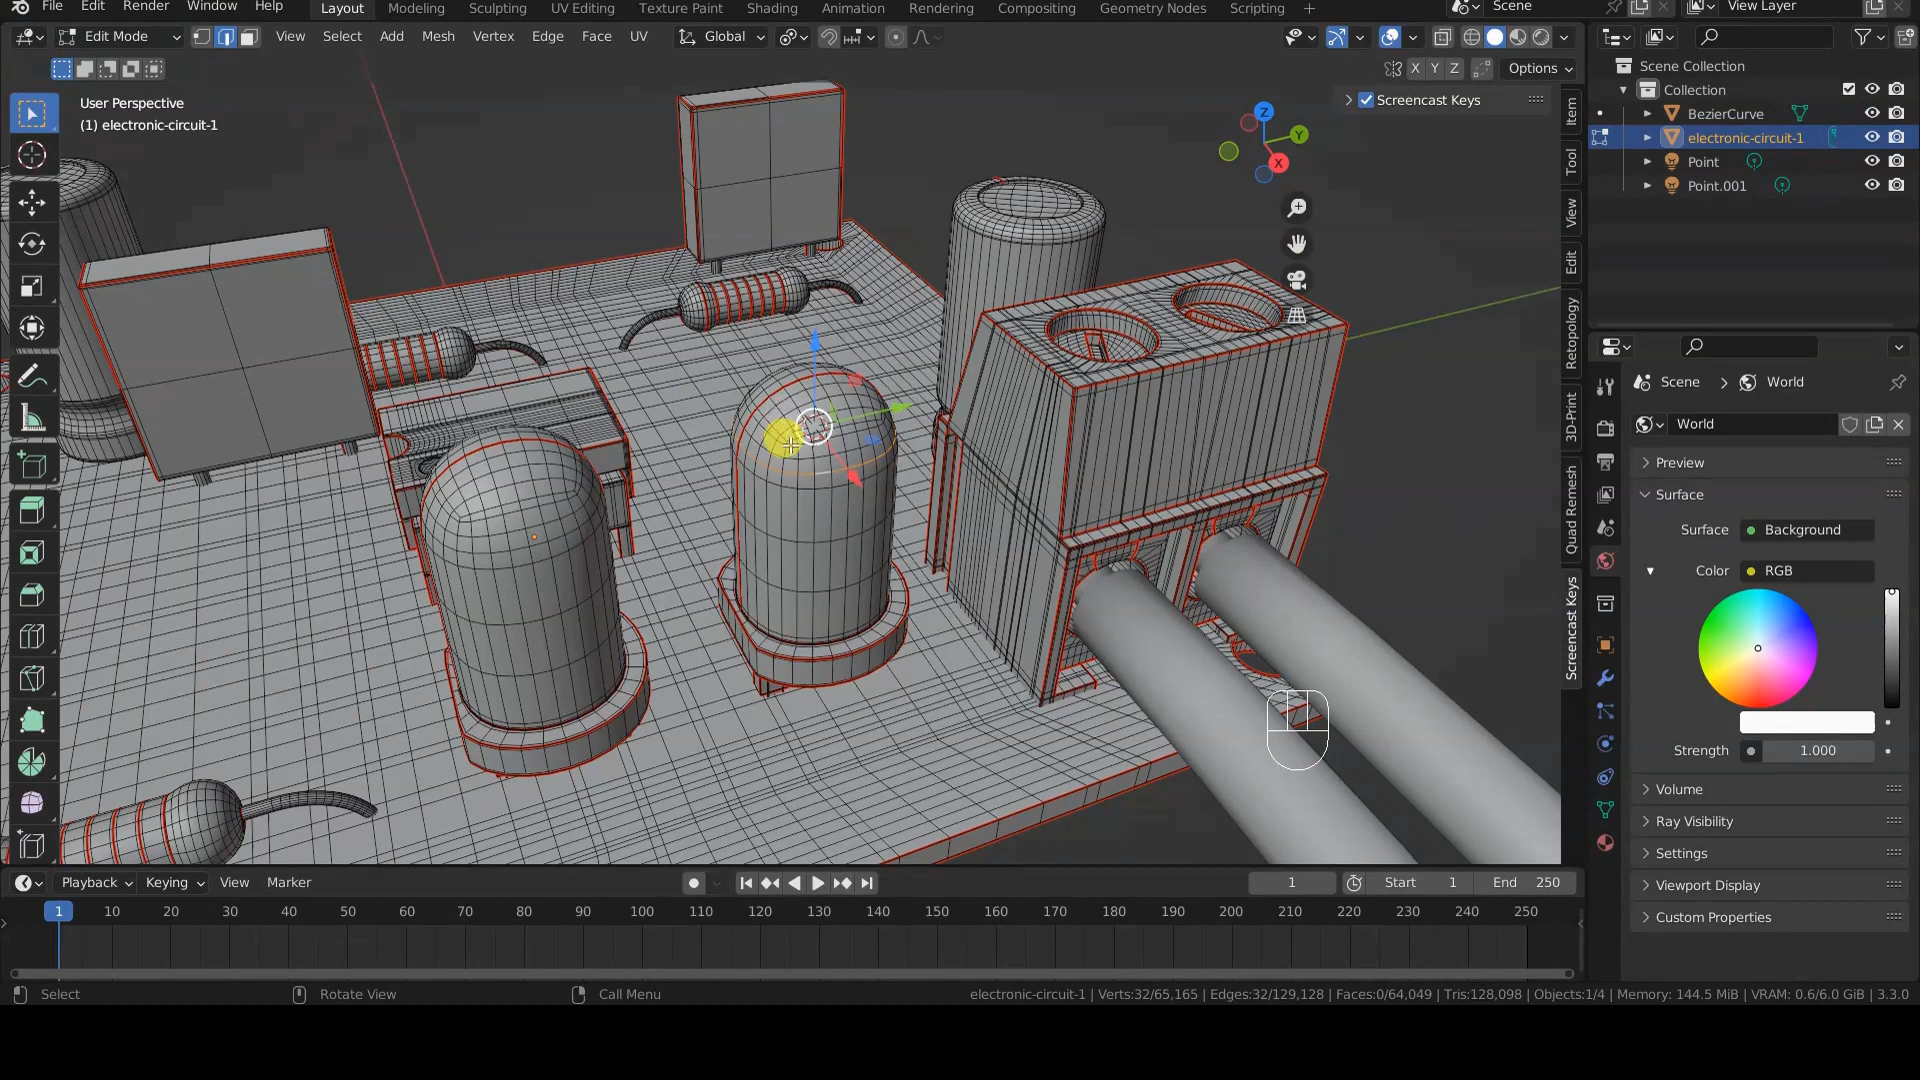 File Edit Render Window Help Layout Modeling Sculpting UV Editing Texture Paint Shading Animation Rendering Compositing Geometry Nodes Scripting + Scene View Layer
Edit Mode View Select Add Mesh Vertex Edge Face UV Global
X Y Z Options
User Perspective
(1) electronic-circuit-1
Screencast Keys
Z
Y
X
Item
Tool
View
Edit
Retopology
3D-Print
Quad Remesh
Screencast Keys
Scene Collection
Collection
BezierCurve
electronic-circuit-1
Point
Point.001
Scene > World
World
Preview
Surface
Surface Background
Color RGB
Strength 1.000
Volume
Ray Visibility
Settings
Viewport Display
Custom Properties
Playback Keying View Marker 1 Start 1 End 250
1 10 20 30 40 50 60 70 80 90 100 110 120 130 140 150 160 170 180 190 200 210 220 230 240 250
Select Rotate View Call Menu electronic-circuit-1 | Verts:32/65,165 | Edges:32/129,128 | Faces:0/64,049 | Tris:128,098 | Objects:1/4 | Memory: 144.5 MiB | VRAM: 0.6/6.0 GiB | 3.3.0